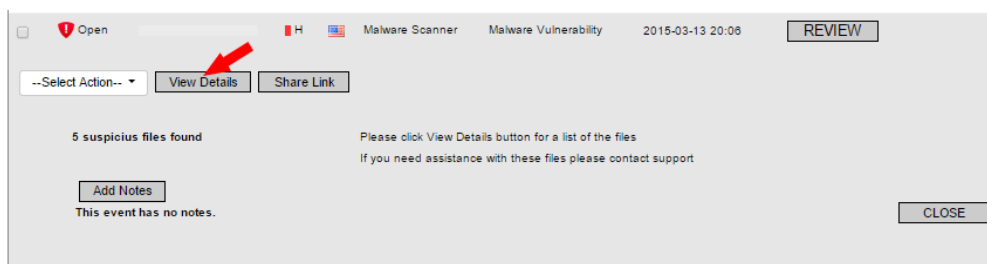 Open H Malware Scanner Malware Vulnerability 2015-03-13 20:06 REVIEW
--Select Action-- View Details Share Link
5 suspicius files found Please click View Details button for a list of the files
If you need assistance with these files please contact support
Add Notes
This event has no notes.
CLOSE